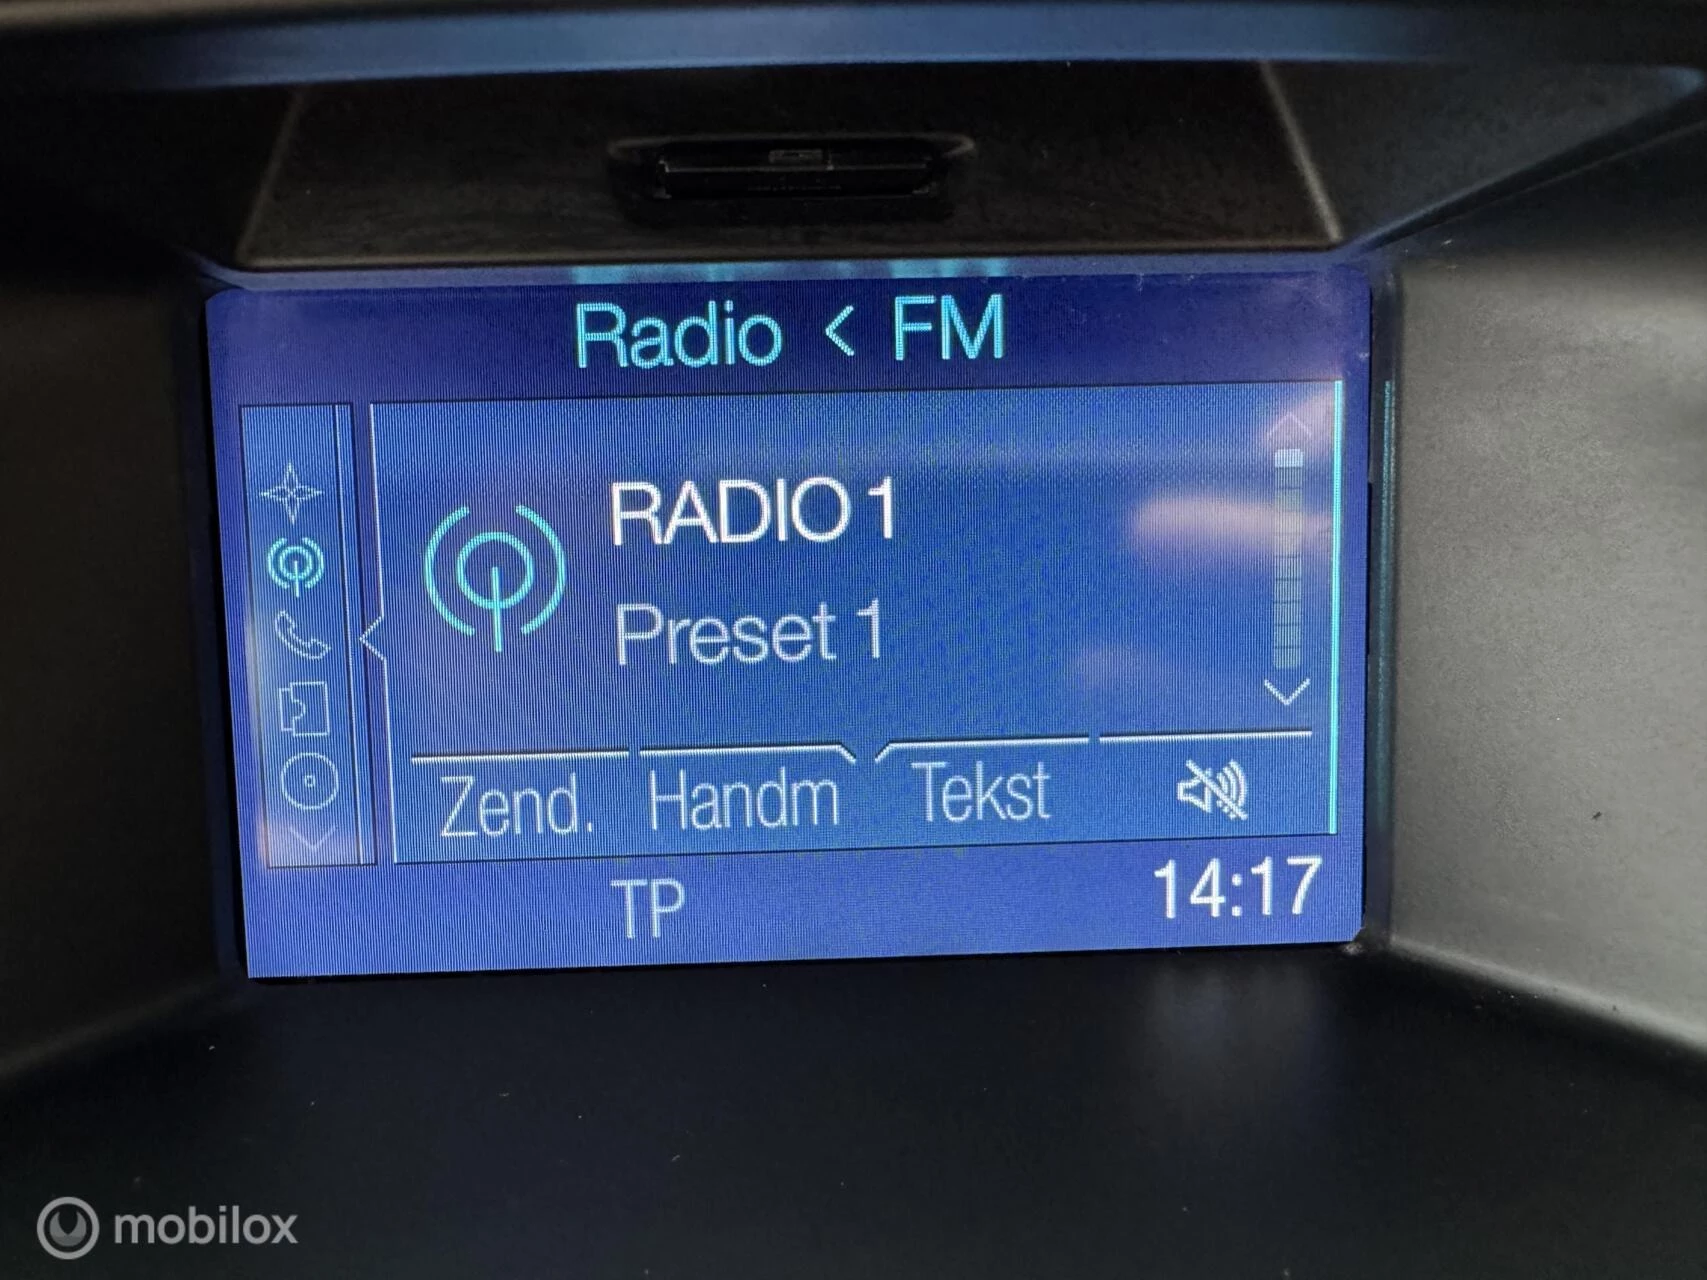 Radio < FM
RADIO 1
Preset 1
Zend. Handm Tekst
TP 14:17
mobilox